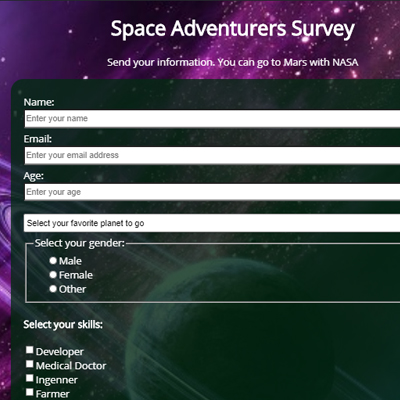 Space Adventurers Survey
Send your information. You can go to Mars with NASA
Name:
Enter your name
Email:
Enter your email address
Age:
Enter your age
Select your favorite planet to go
Select your gender:
Male
Female
Other
Select your skills:
Developer
Medical Doctor
Ingenner
Farmer